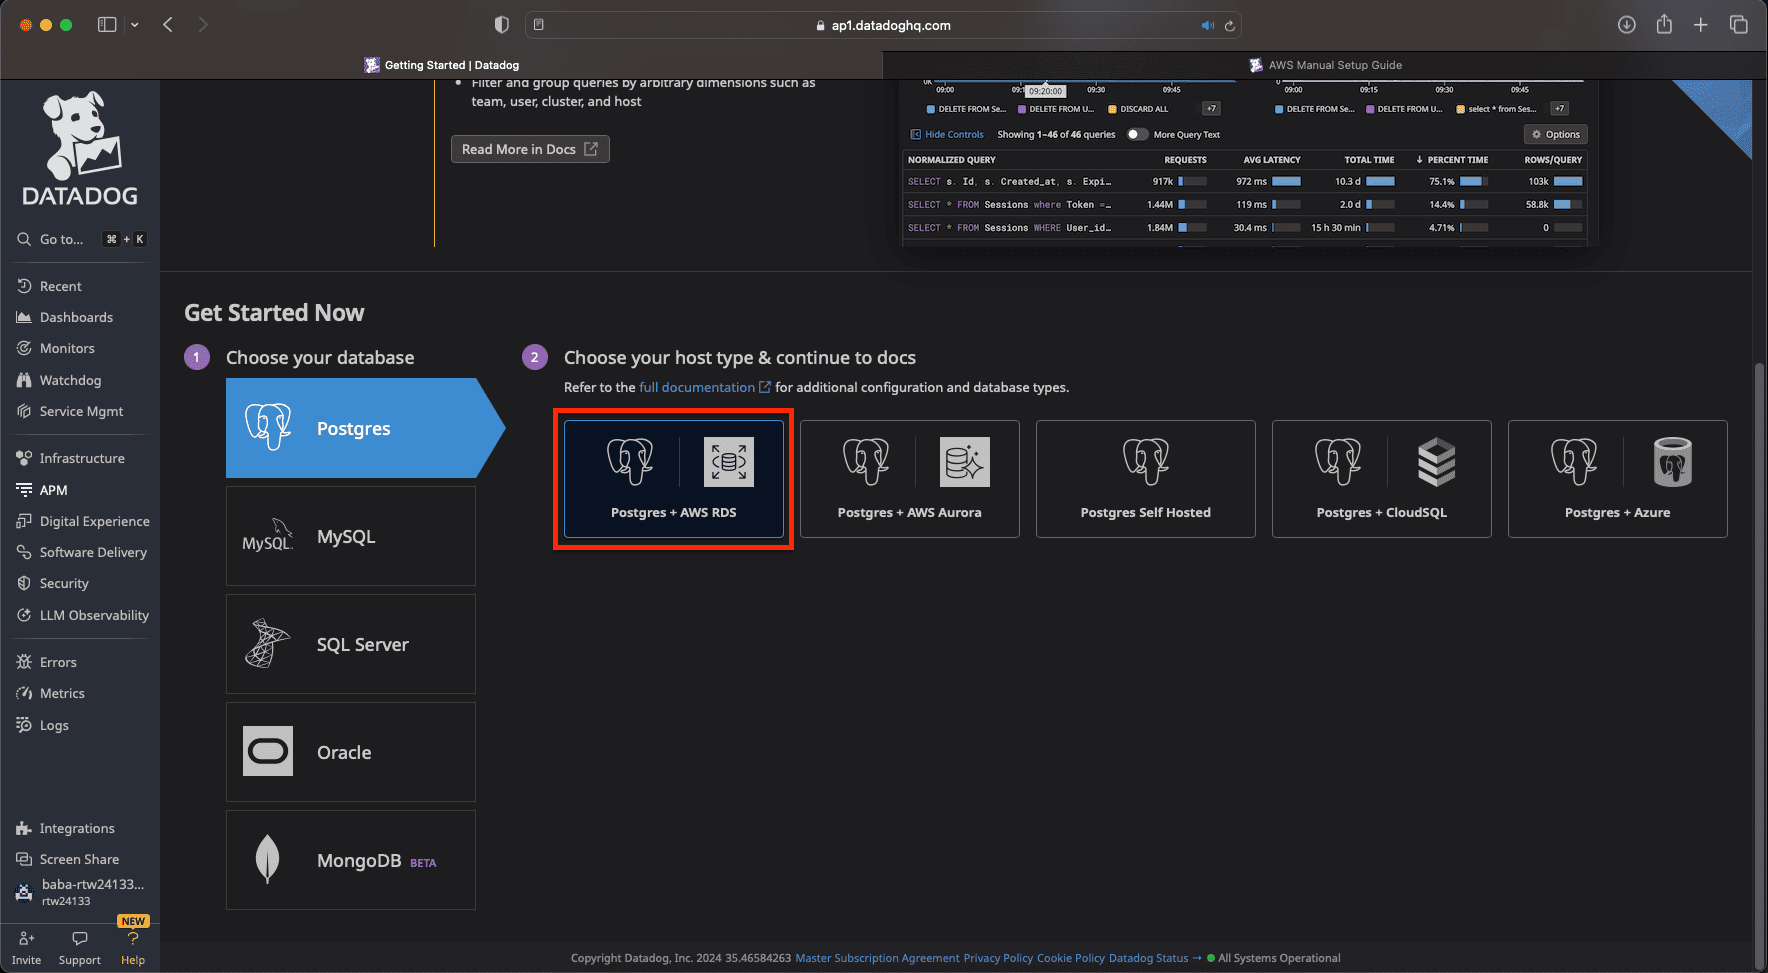 ap1.datadoghq.com
Getting Started | Datadog
AWS Manual Setup Guide
DATADOG
Go to...
⌘ + K
Recent
Dashboards
Monitors
Watchdog
Service Mgmt
Infrastructure
APM
Digital Experience
Software Delivery
Security
LLM Observability
Errors
Metrics
Logs
Integrations
Screen Share
baba-rtw24133...
rtw24133
NEW
Invite
Support
? Help
• Filter and group queries by arbitrary dimensions such as
team, user, cluster, and host
Read More in Docs
0K 09:00 09:1 09:20:00 09:30 09:45
0 09:00 09:15 09:30 09:45
DELETE FROM Se... DELETE FROM U... DISCARD ALL +7
DELETE FROM Se... DELETE FROM U... select * from Ses... +7
Hide Controls Showing 1–46 of 46 queries More Query Text Options
NORMALIZED QUERY REQUESTS AVG LATENCY TOTAL TIME ↓ PERCENT TIME ROWS/QUERY
SELECT s. Id, s. Created_at, s. Expi... 917k 972 ms 10.3 d 75.1% 103k
SELECT * FROM Sessions where Token =... 1.44M 119 ms 2.0 d 14.4% 58.8k
SELECT * FROM Sessions WHERE User_id... 1.84M 30.4 ms 15 h 30 min 4.71% 0
Get Started Now
1 Choose your database
Postgres
MySQL MySQL
SQL Server
Oracle
MongoDB BETA
2 Choose your host type & continue to docs
Refer to the full documentation for additional configuration and database types.
Postgres + AWS RDS
Postgres + AWS Aurora
Postgres Self Hosted
Postgres + CloudSQL
Postgres + Azure
Copyright Datadog, Inc. 2024 35.46584263 Master Subscription Agreement Privacy Policy Cookie Policy Datadog Status → All Systems Operational